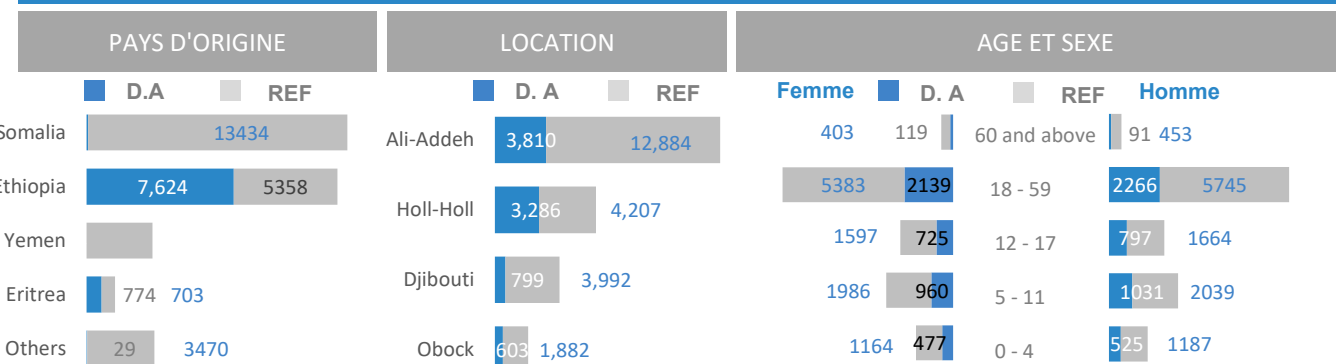 PAYS D'ORIGINE
D.A REF
Somalia 13434
Ethiopia 7,624 5358
Yemen
Eritrea 774 703
Others 29 3470
LOCATION
D. A REF
Ali-Addeh 3,810 12,884
Holl-Holl 3,286 4,207
Djibouti 799 3,992
Obock 603 1,882
AGE ET SEXE
Femme D. A REF Homme
403 119 60 and above 91 453
5383 2139 18 - 59 2266 5745
1597 725 12 - 17 797 1664
1986 960 5 - 11 1031 2039
1164 477 0 - 4 525 1187